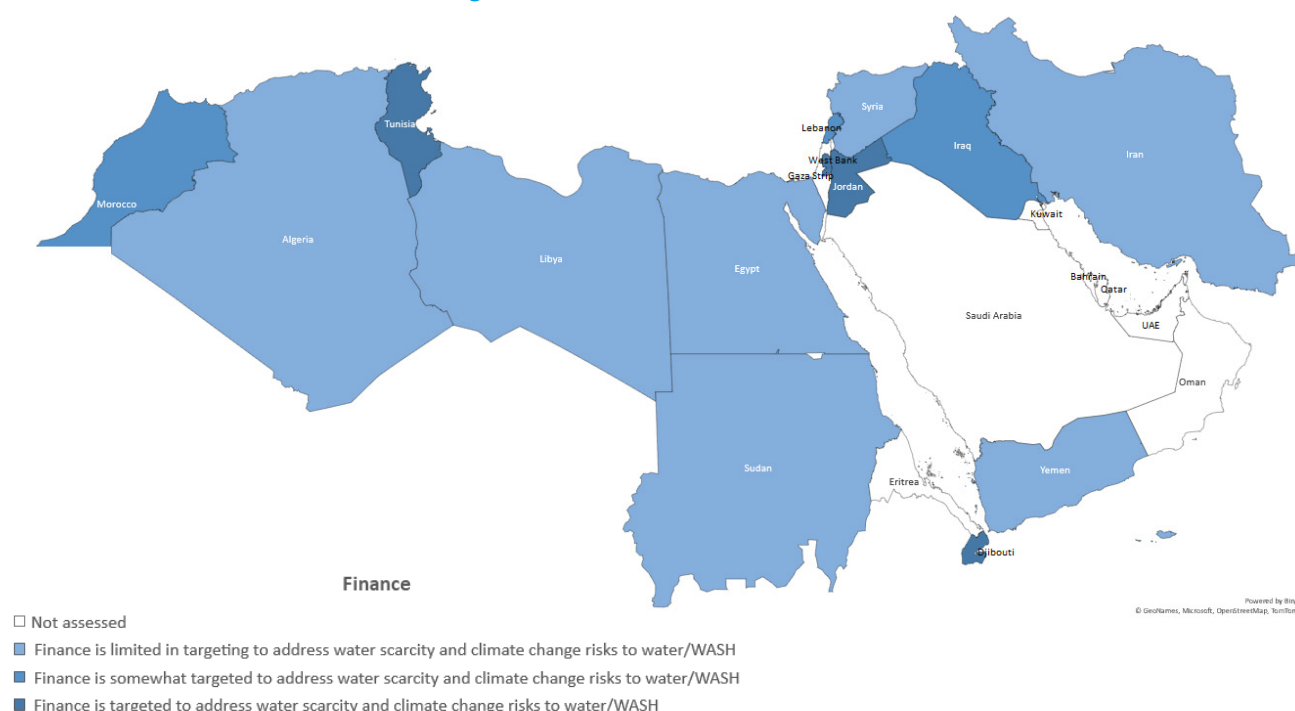 Syria
Lebanon
Tunisia
Iraq
Iran
West Bank
Gaza Strip
Jordan
Morocco
Kuwait
Algeria
Libya
Egypt
Bahrain
Qatar
Saudi Arabia
UAE
Oman
Sudan
Yemen
Eritrea
Djibouti
Finance
Powered by
© GeoNames, Microsoft, OpenStreetMap,
Not assessed
Finance is limited in targeting to address water scarcity and climate change risks to water/WASH
Finance is somewhat targeted to address water scarcity and climate change risks to water/WASH
Finance is targeted to address water scarcity and climate change risks to water/WASH